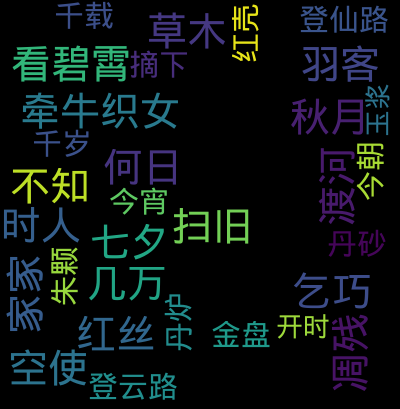 千载
草木
红壳
登仙路
看碧霄
摘下
羽客
牵牛织女
秋月
玉浆
千岁
何日
渡河
今朝
不知
今宵
时人
扫旧
七夕
丹砂
家家
朱颗
几万
乞巧
红丝
丹炉
金盘
开时
凋残
空使
登云路